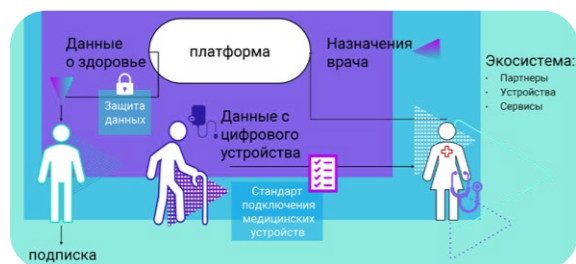 Данные
о здоровье
платформа
Назначения
врача
Экосистема:
· Партнеры
· Устройства
· Сервисы
Защита
данных
Данные с
цифрового
устройства
Стандарт
подключения
медицинских
устройств
подписка